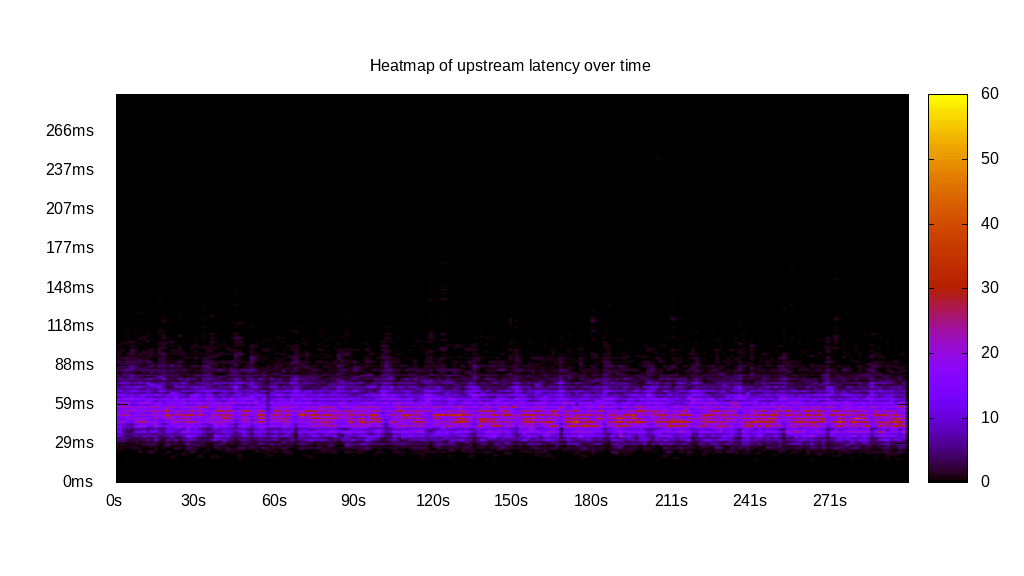 Heatmap of upstream latency over time
266ms
237ms
207ms
177ms
148ms
118ms
88ms
59ms
29ms
0ms
0s 30s 60s 90s 120s 150s 180s 211s 241s 271s
60
50
40
30
20
10
0